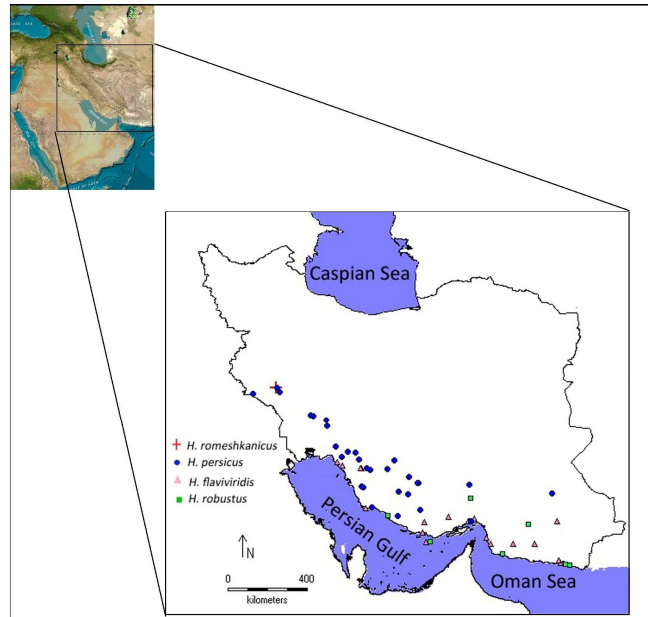 Caspian Sea
H. romeshkanicus
H. persicus
H. flaviviridis
H. robustus
Persian Gulf
N
Oman Sea
0 400
kilometers